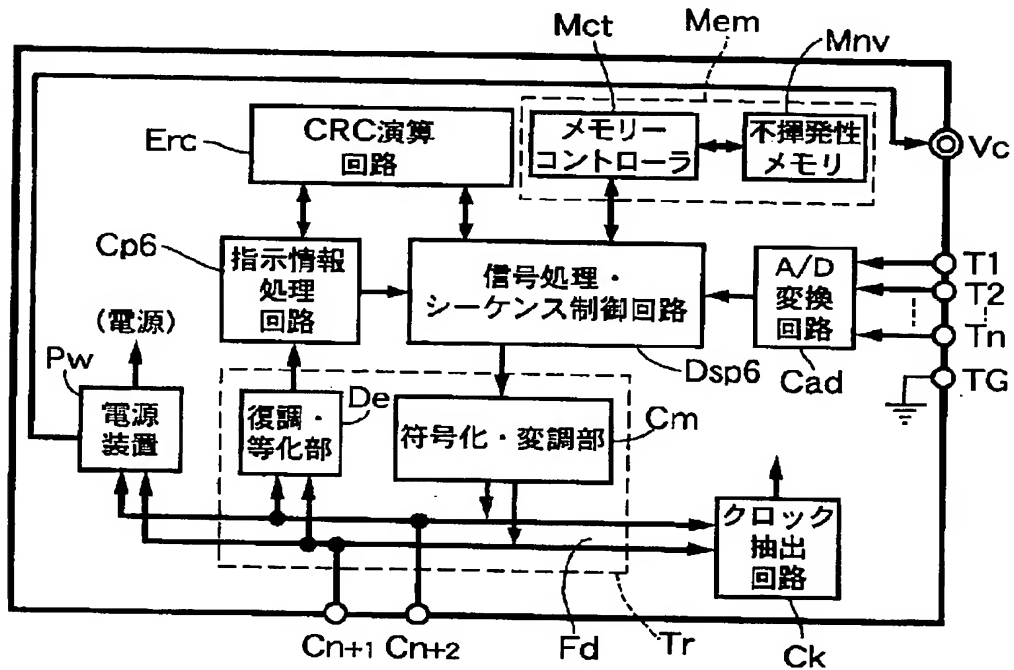 Mct
Mem
Mnv
Erc
CRC演算
回路
メモリー
コントローラ
不揮発性
メモリ
Vc
Cp6
指示情報
処理
回路
信号処理・
シーケンス制御回路
A/D
変換
回路
T1
T2
Tn
TG
Dsp6
Cad
(電源)
Pw
電源
装置
De
復調・
等化部
符号化・変調部
Cm
クロック
抽出
回路
Cn+1
Cn+2
Fd
Tr
Ck